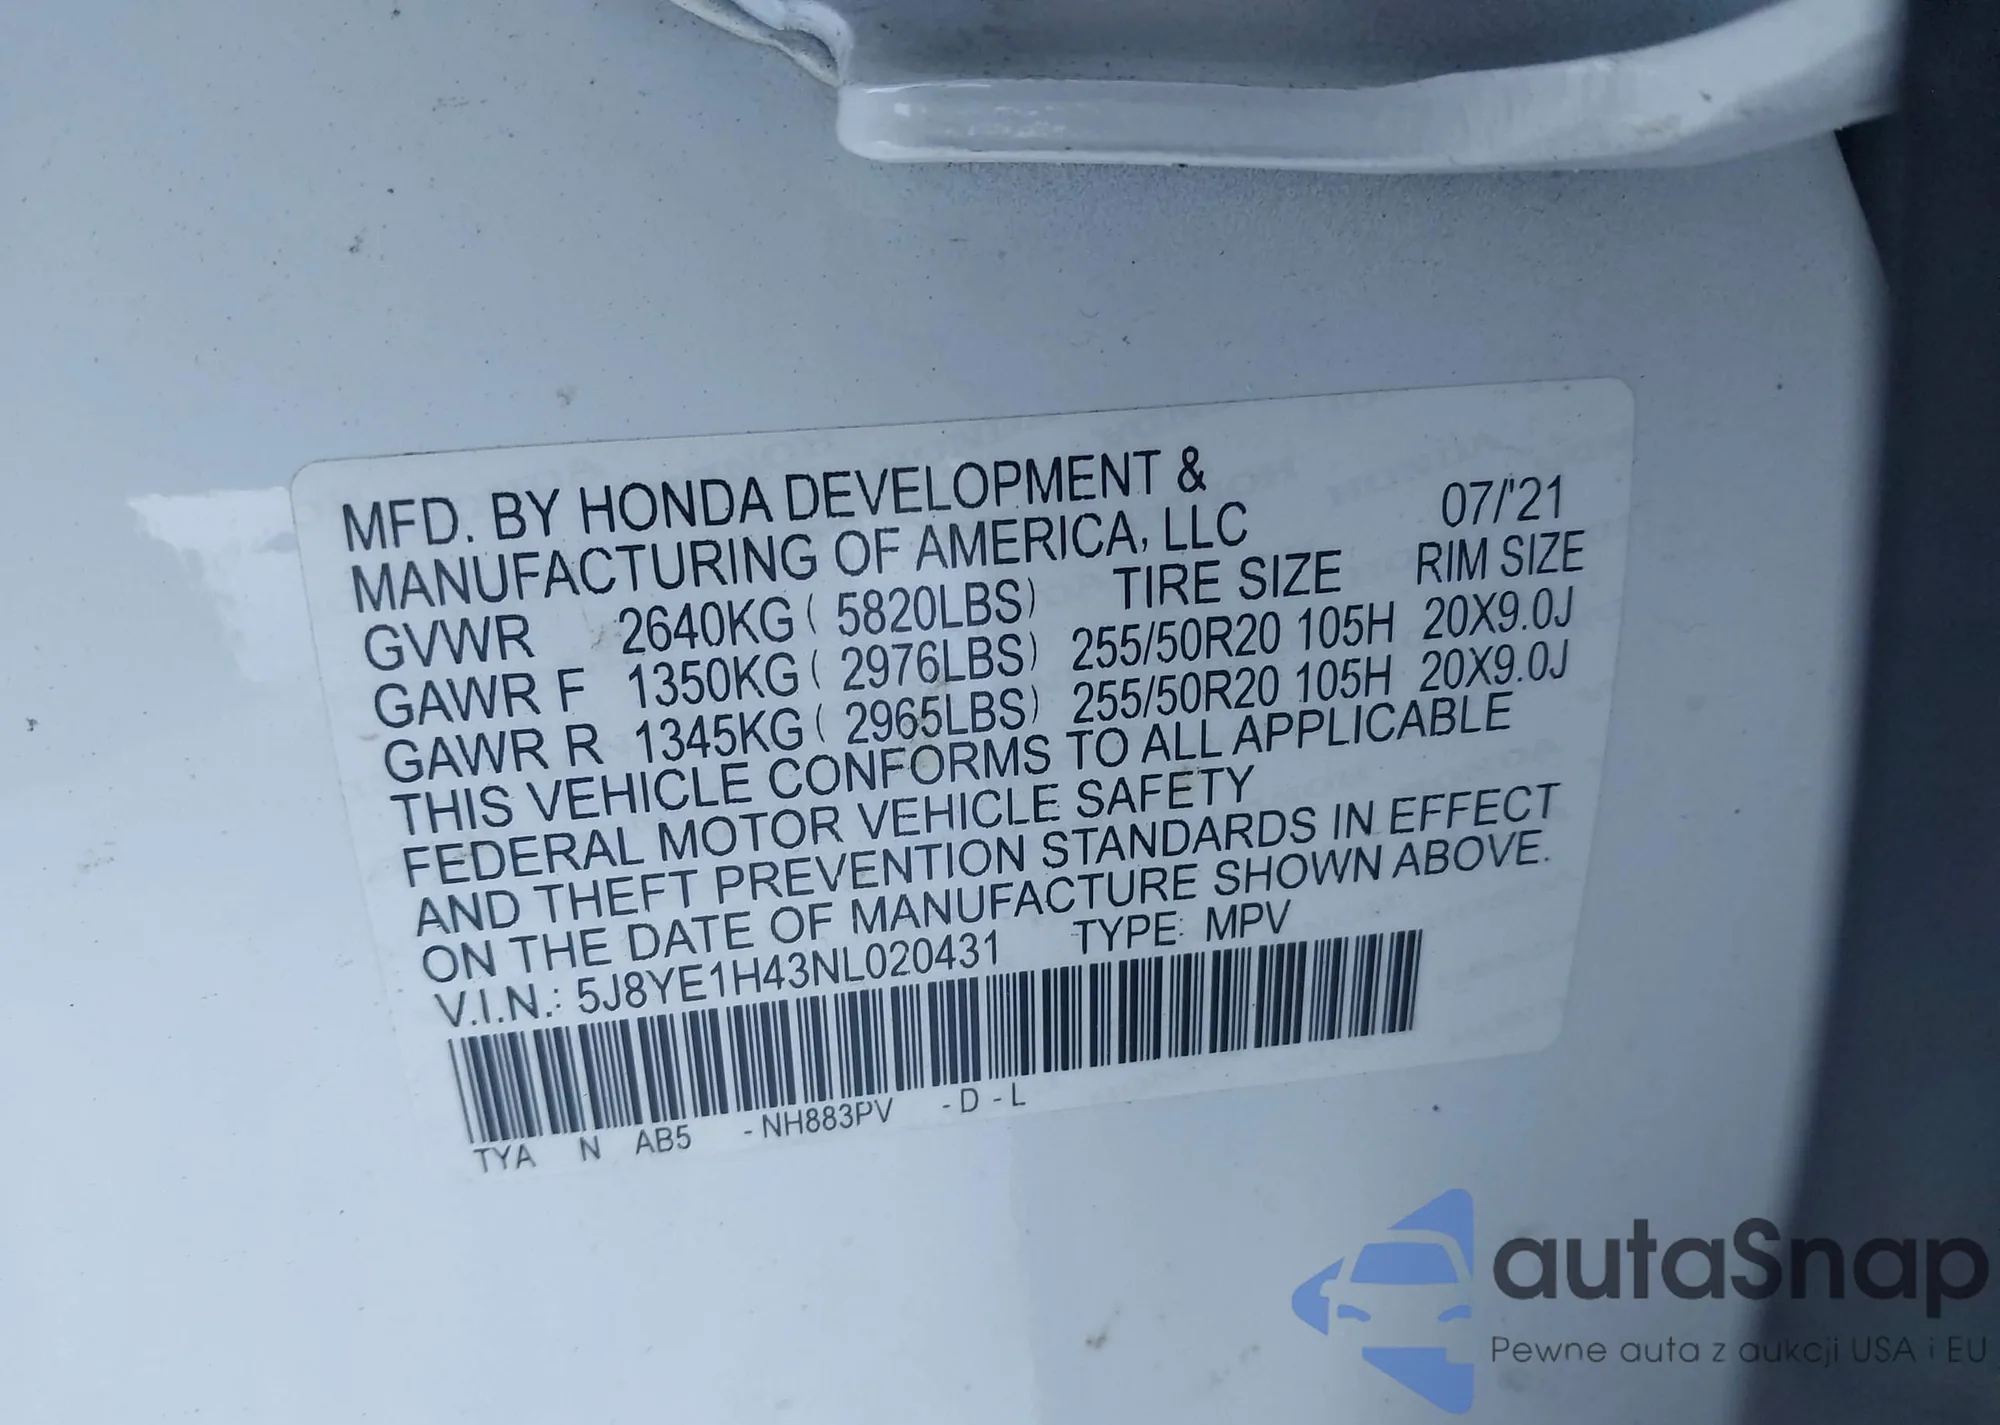 MFD. BY HONDA DEVELOPMENT &
MANUFACTURING OF AMERICA, LLC 07/'21
GVWR 2640KG ( 5820LBS) TIRE SIZE RIM SIZE
GAWR F 1350KG ( 2976LBS) 255/50R20 105H 20X9.0J
GAWR R 1345KG ( 2965LBS) 255/50R20 105H 20X9.0J
THIS VEHICLE CONFORMS TO ALL APPLICABLE
FEDERAL MOTOR VEHICLE SAFETY
AND THEFT PREVENTION STANDARDS IN EFFECT
ON THE DATE OF MANUFACTURE SHOWN ABOVE.
V.I.N.: 5J8YE1H43NL020431 TYPE: MPV
TYA N AB5 - NH883PV - D - L
autaSnap
Pewne auta z aukcji USA i EU